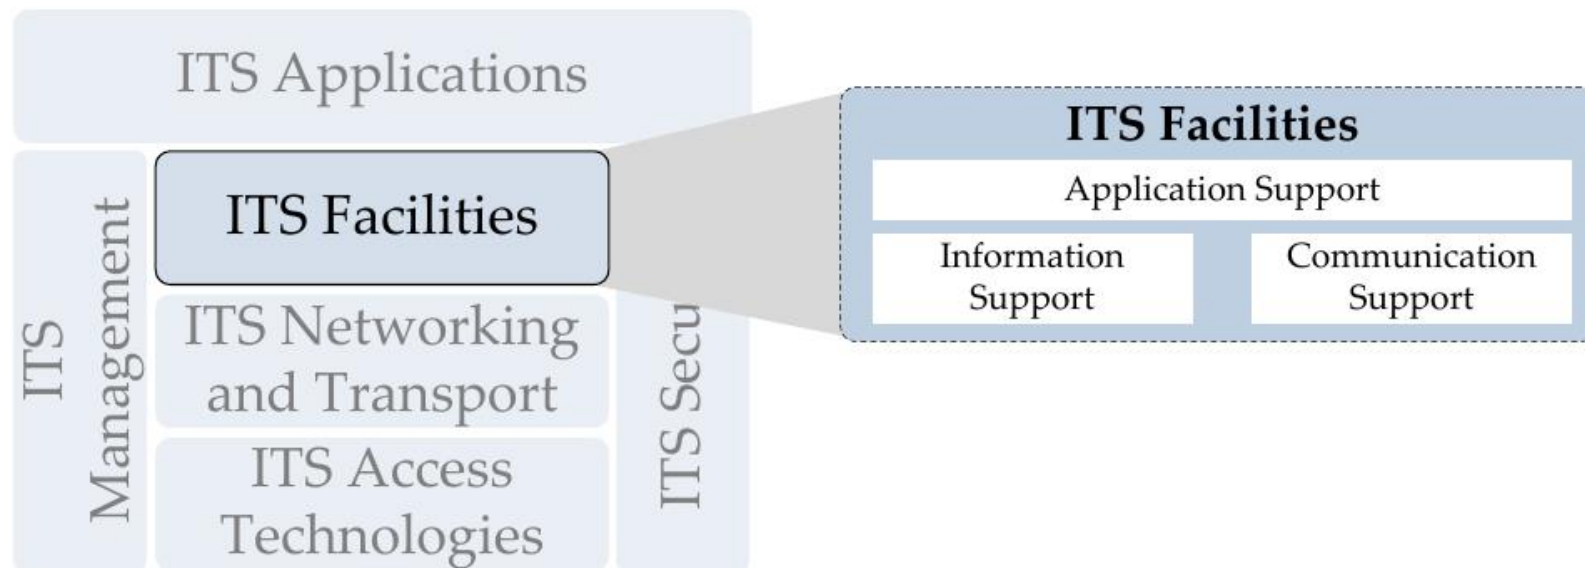 ITS Applications
ITS
Management
ITS Facilities
ITS Networking
and Transport
ITS Access
Technologies
ITS Secu
ITS Facilities
Application Support
Information
Support
Communication
Support